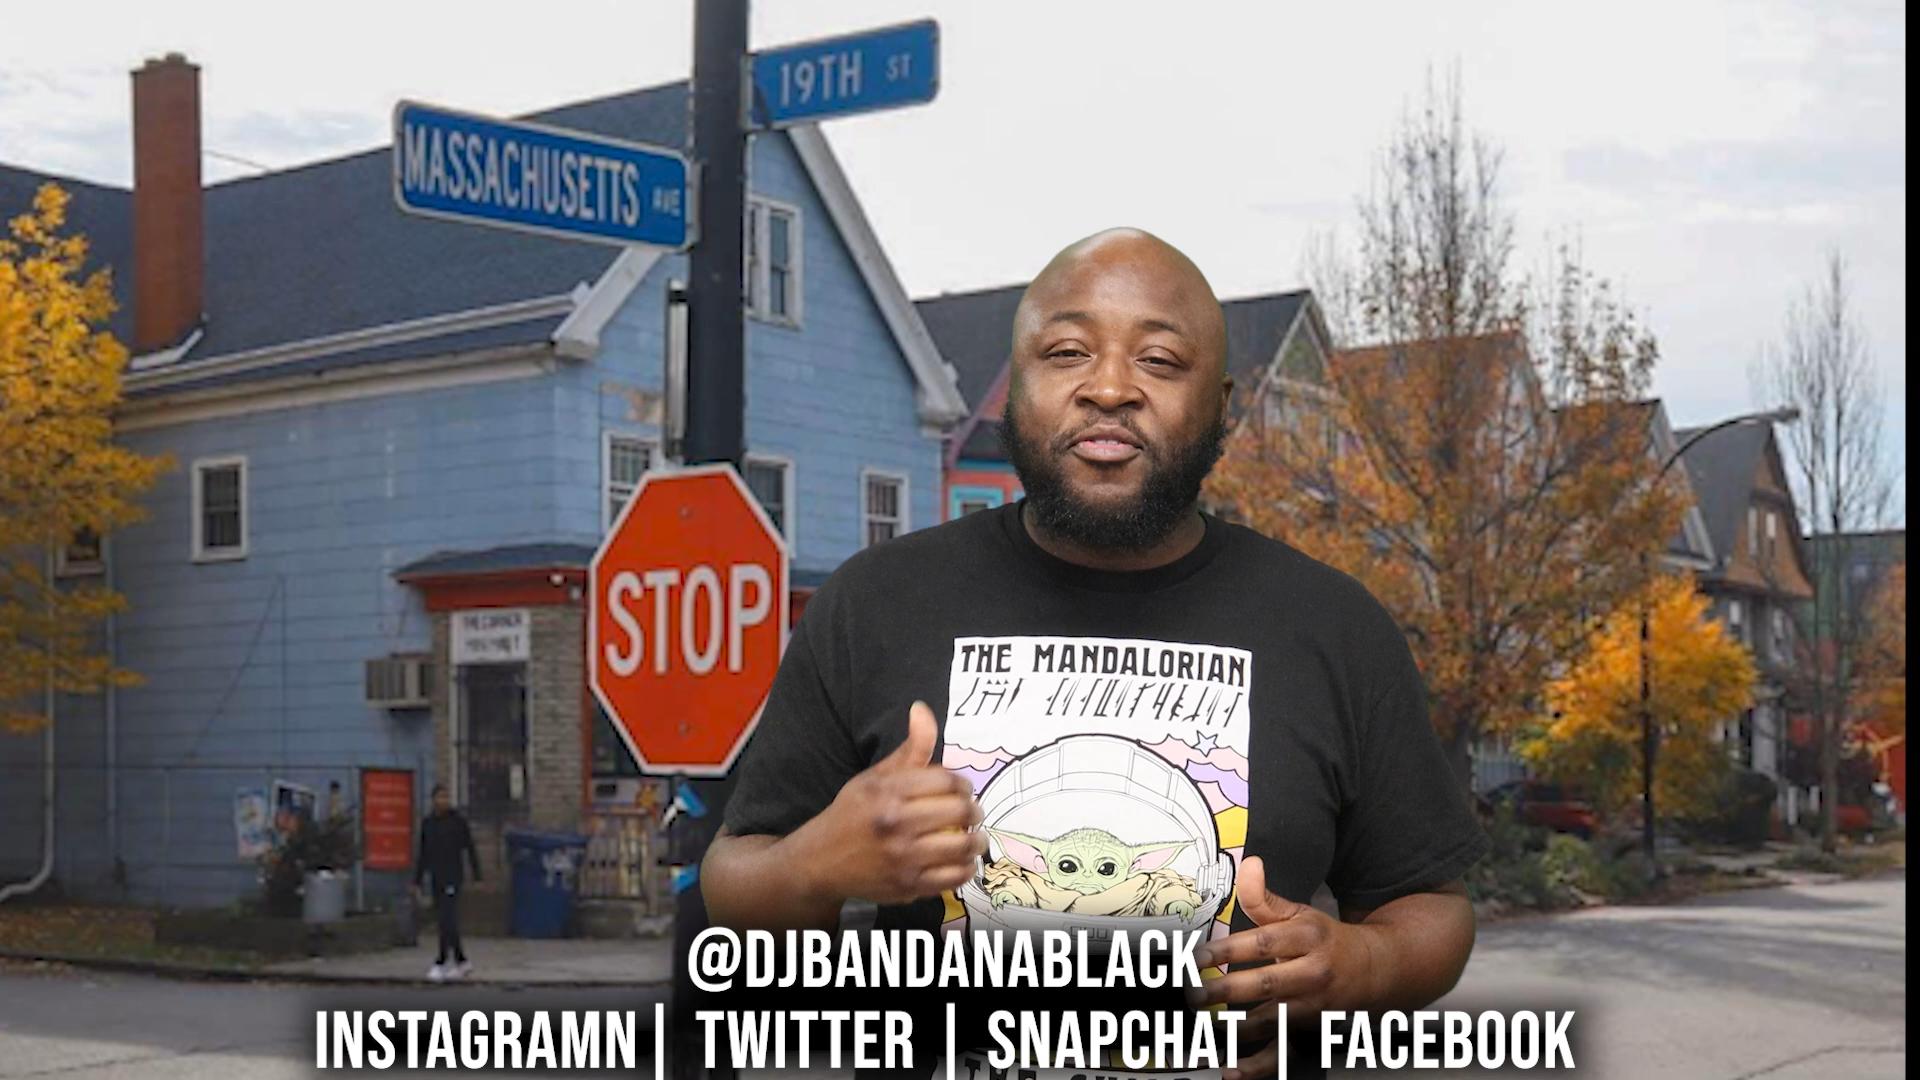 19TH ST
MASSACHUSETTS AVE
STOP
THE MANDALORIAN
@DJBANDANABLACK
INSTAGRAMN| TWITTER | SNAPCHAT | FACEBOOK